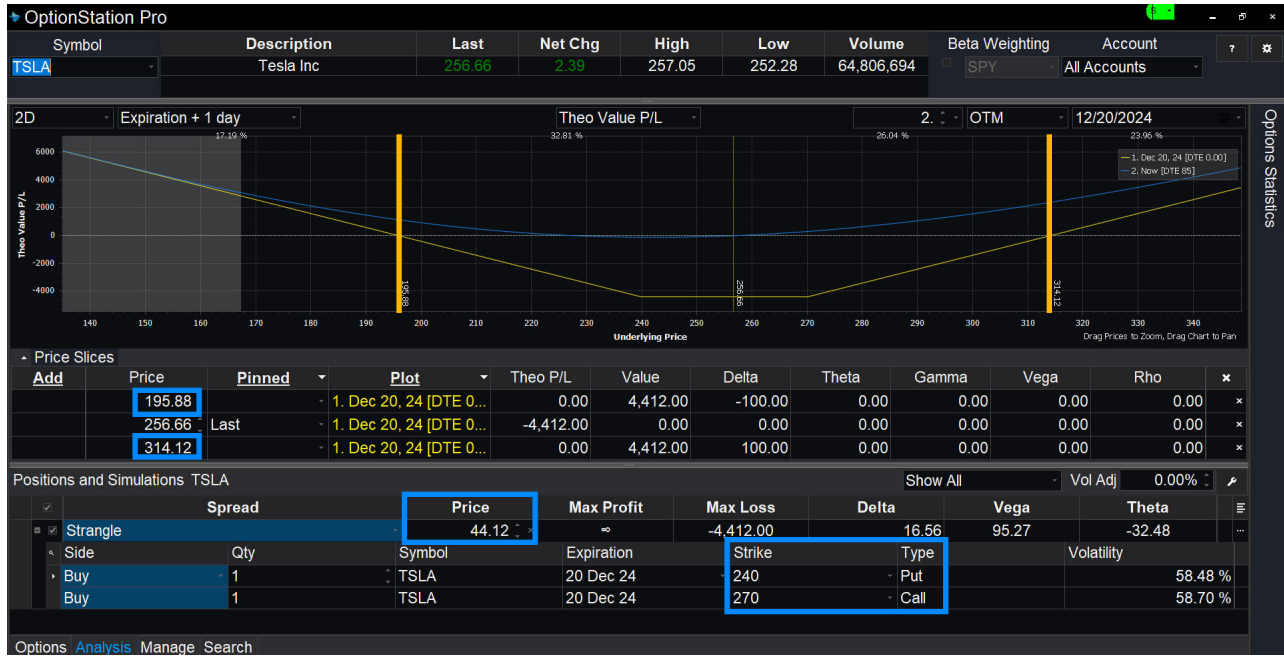 OptionStation Pro
S
Symbol Description Last Net Chg High Low Volume Beta Weighting Account ?
TSLA Tesla Inc 256.66 2.39 257.05 252.28 64,806,694 SPY All Accounts
2D Expiration + 1 day Theo Value P/L 2. OTM 12/20/2024
Options Statistics
17.19 % 32.81 % 26.04 % 23.96 %
1. Dec 20, 24 [DTE 0.00]
2. Now [DTE 85]
Theo Value P/L
6000
4000
2000
0
-2000
-4000
195.88 256.66 314.12
140 150 160 170 180 190 200 210 220 230 240 250 260 270 280 290 300 310 320 330 340
Underlying Price
Drag Prices to Zoom, Drag Chart to Pan
Price Slices
Add Price Pinned Plot Theo P/L Value Delta Theta Gamma Vega Rho
195.88 1. Dec 20, 24 [DTE 0... 0.00 4,412.00 -100.00 0.00 0.00 0.00 0.00
256.66 Last 1. Dec 20, 24 [DTE 0... -4,412.00 0.00 0.00 0.00 0.00 0.00 0.00
314.12 1. Dec 20, 24 [DTE 0... 0.00 4,412.00 100.00 0.00 0.00 0.00 0.00
Positions and Simulations TSLA Show All Vol Adj 0.00%
Spread Price Max Profit Max Loss Delta Vega Theta
Strangle 44.12 ∞ -4,412.00 16.56 95.27 -32.48
Side Qty Symbol Expiration Strike Type Volatility
Buy 1 TSLA 20 Dec 24 240 Put 58.48 %
Buy 1 TSLA 20 Dec 24 270 Call 58.70 %
Options Analysis Manage Search